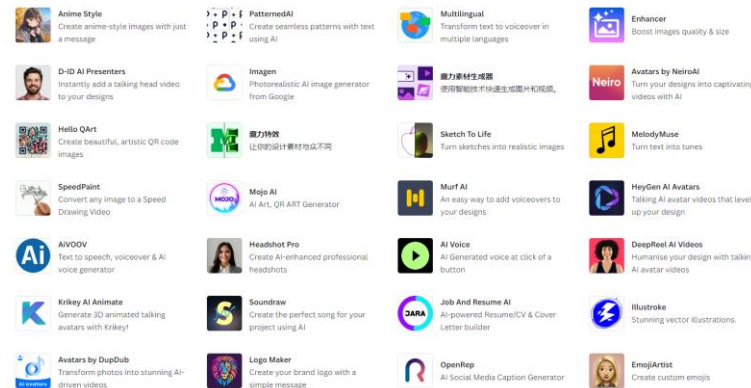 Anime Style
Create anime-style images with just
a message
PatternedAI
Create seamless patterns with text
using AI
Multilingual
Transform text to voiceover in
multiple languages
Enhancer
Boost images quality & size
D-ID AI Presenters
Instantly add a talking head video
to your designs
Imagen
Photorealistic AI image generator
from Google
魔力素材生成器
使用智能技术快速生成图片和视频。
Neiro
Avatars by NeiroAI
Turn your designs into captivating
videos with AI
Hello QArt
Create beautiful, artistic QR code
images
魔力特效
让你的设计素材与众不同
Sketch To Life
Turn sketches into realistic images
MelodyMuse
Turn text into tunes
SpeedPaint
Convert any image to a Speed
Drawing Video
MOJO
Mojo AI
AI Art, QR ART Generator
Murf AI
An easy way to add voiceovers to
your designs
HeyGen AI Avatars
Talking AI avatar videos that level
up your design
Ai
AiVOOV
Text to speech, voiceover & AI
voice generator
Headshot Pro
Create AI-enhanced professional
headshots
AI Voice
AI Generated voice at click of a
button
DeepReel AI Videos
Humanise your design with talking
AI avatar videos
Krikey AI Animate
Generate 3D animated talking
avatars with Krikey!
Soundraw
Create the perfect song for your
project using AI
JARA
Job And Resume AI
AI-powered Resume/CV & Cover
Letter builder
Illustroke
Stunning vector illustrations.
AI Avatars
Avatars by DupDub
Transform photos into stunning AI-
driven videos
Logo Maker
Create your brand logo with a
simple message
OpenRep
AI Social Media Caption Generator
EmojiArtist
Create custom emojis